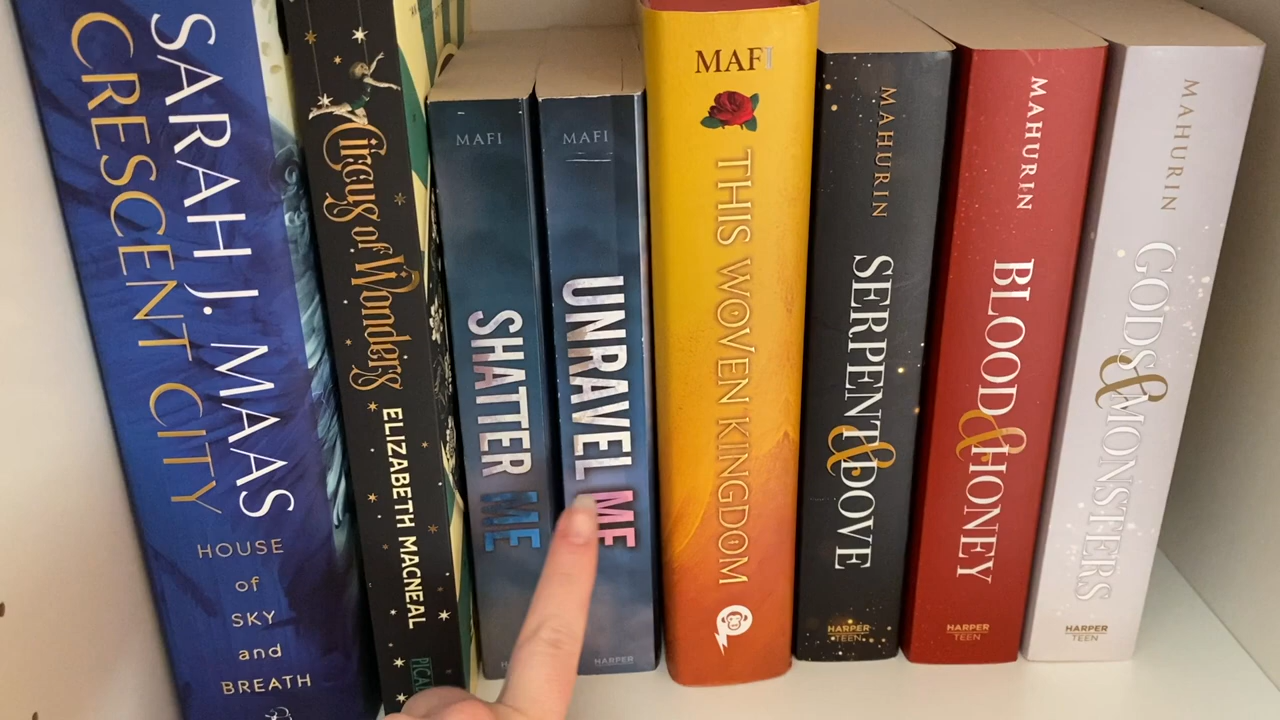 SARAH J. MAAS
CRESCENT CITY
HOUSE
of
SKY
and
BREATH
Circus of Wonders
ELIZABETH MACNEAL
MAFI
SHATTER ME
MAFI
UNRAVEL ME
HARPER
MAFI
THIS WOVEN KINGDOM
MAHURIN
SERPENT & DOVE
HARPER
TEEN
MAHURIN
BLOOD & HONEY
HARPER
TEEN
MAHURIN
GODS & MONSTERS
HARPER
TEEN